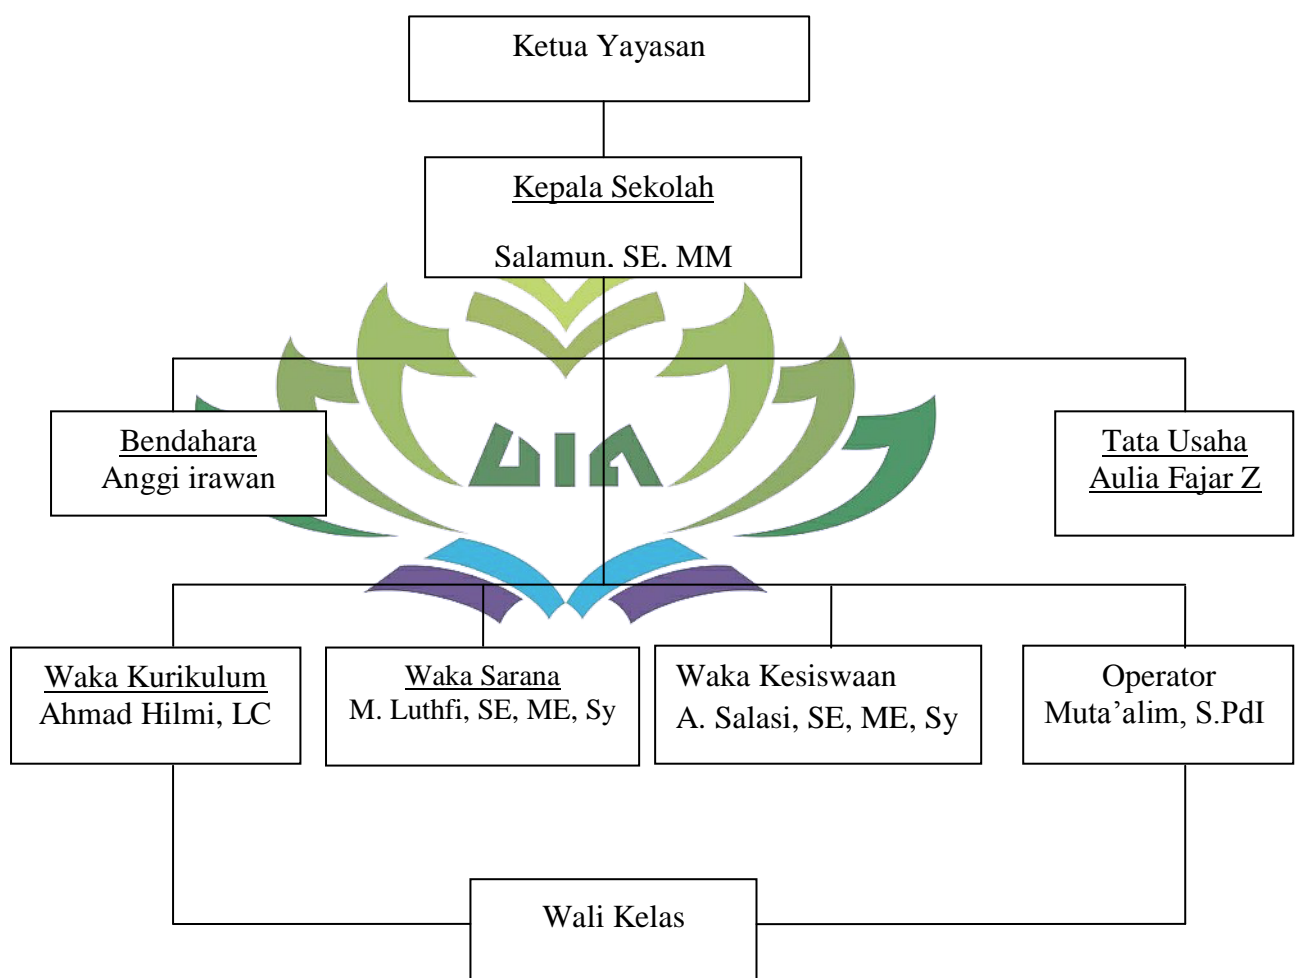 Ketua Yayasan
Kepala Sekolah
Salamun, SE, MM
Bendahara
Anggi irawan
Tata Usaha
Aulia Fajar Z
UIN
Waka Kurikulum
Ahmad Hilmi, LC
Waka Sarana
M. Luthfi, SE, ME, Sy
Waka Kesiswaan
A. Salasi, SE, ME, Sy
Operator
Muta’alim, S.PdI
Wali Kelas